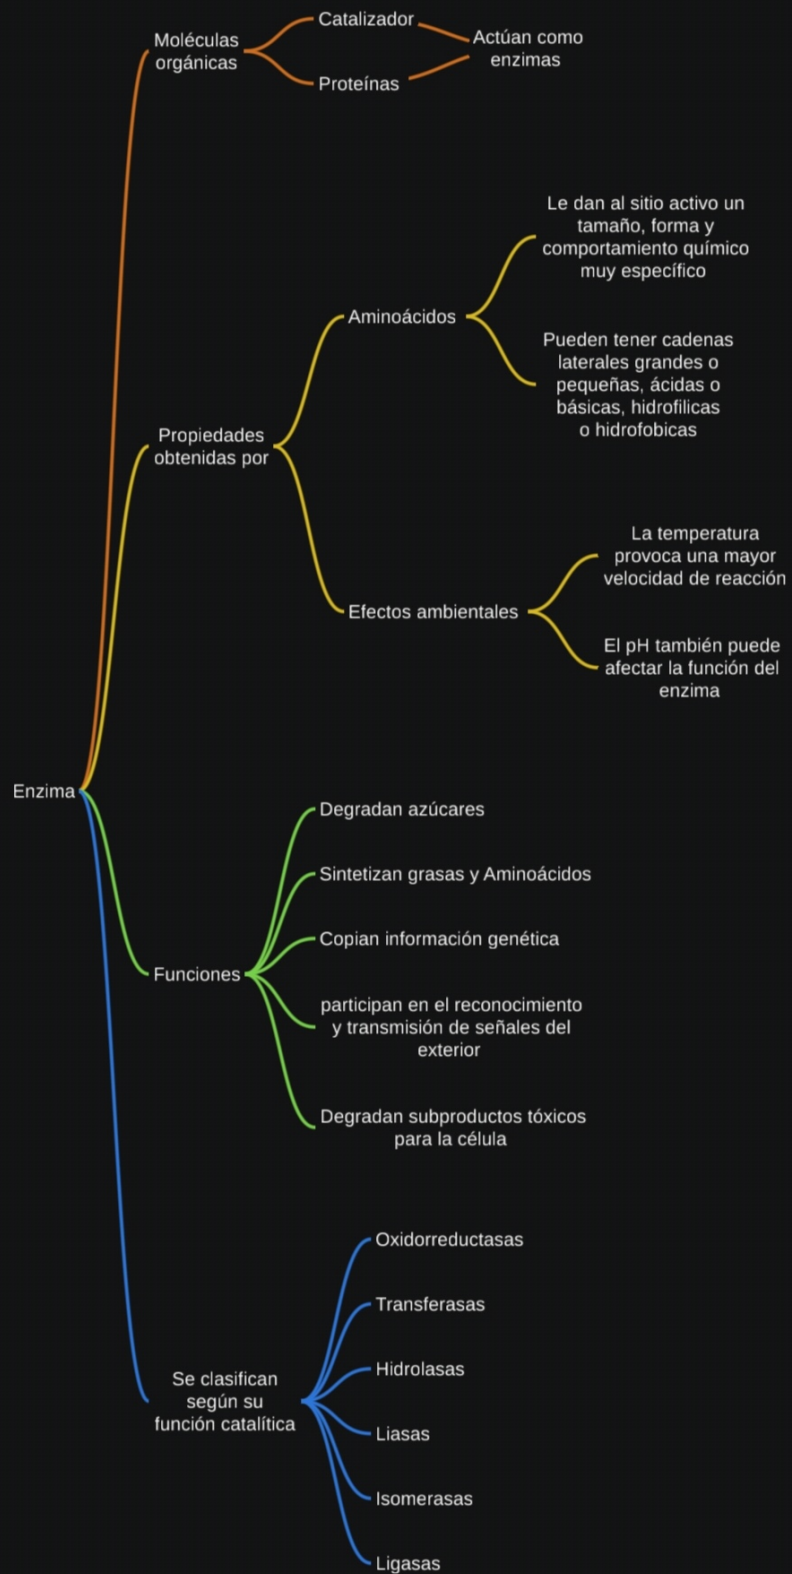 Enzima
Moléculas
orgánicas
Catalizador
Proteínas
Actúan como
enzimas
Propiedades
obtenidas por
Aminoácidos
Le dan al sitio activo un
tamaño, forma y
comportamiento químico
muy específico
Pueden tener cadenas
laterales grandes o
pequeñas, ácidas o
básicas, hidrofilicas
o hidrofobicas
Efectos ambientales
La temperatura
provoca una mayor
velocidad de reacción
El pH también puede
afectar la función del
enzima
Funciones
Degradan azúcares
Sintetizan grasas y Aminoácidos
Copian información genética
participan en el reconocimiento
y transmisión de señales del
exterior
Degradan subproductos tóxicos
para la célula
Se clasifican
según su
función catalítica
Oxidorreductasas
Transferasas
Hidrolasas
Liasas
Isomerasas
Ligasas